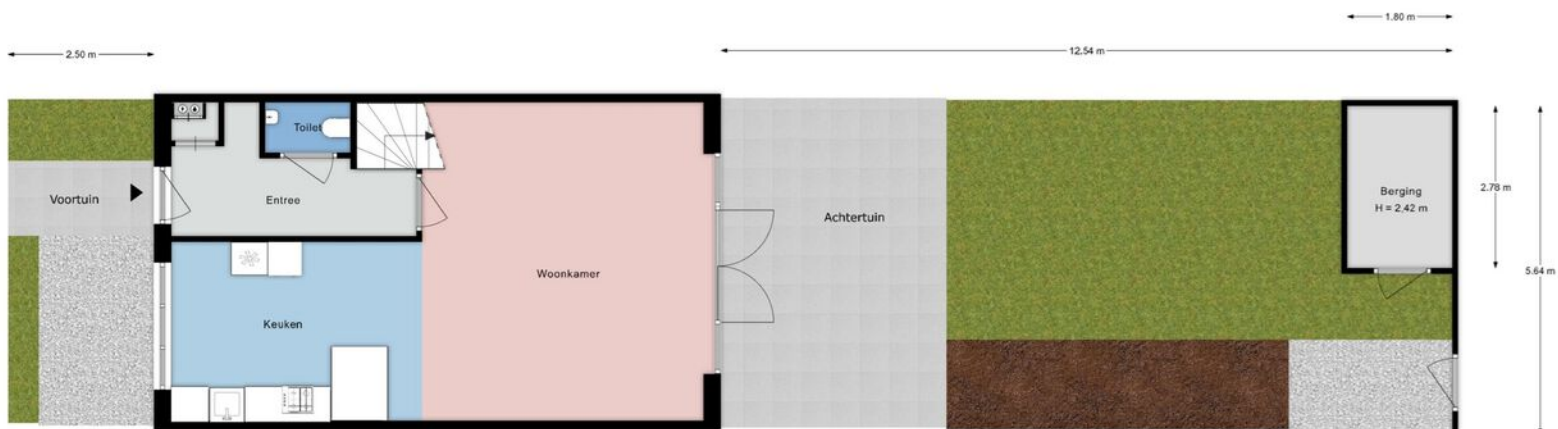 1.80 m
2.50 m
12.54 m
Toilet
Voortuin
Entree
Berging
H = 2,42 m
2.78 m
Achtertuin
Woonkamer
5.64 m
Keuken